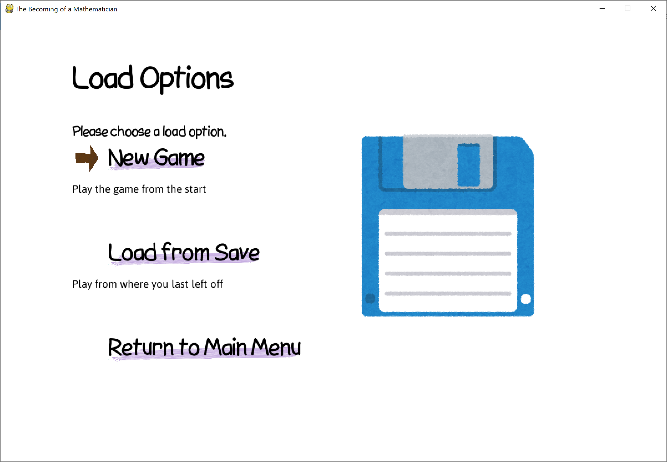 The Becoming of a Mathematician
Load Options
Please choose a load option.
New Game
Play the game from the start
Load from Save
Play from where you last left off
Return to Main Menu